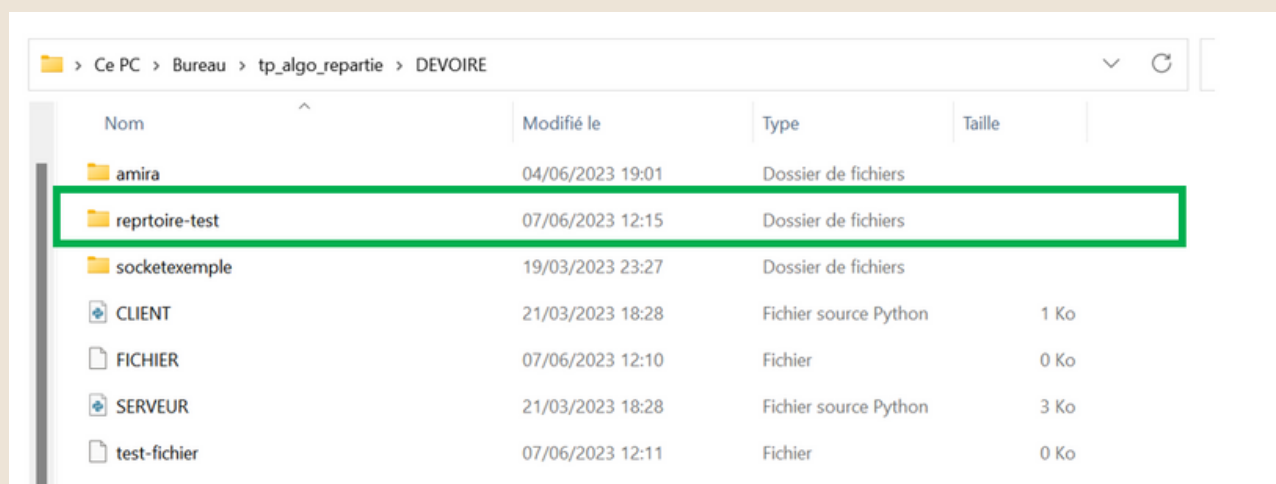 Ce PC > Bureau > tp_algo_repartie > DEVOIRE
Nom Modifié le Type Taille
amira 04/06/2023 19:01 Dossier de fichiers
reprtoire-test 07/06/2023 12:15 Dossier de fichiers
socketexemple 19/03/2023 23:27 Dossier de fichiers
CLIENT 21/03/2023 18:28 Fichier source Python 1 Ko
FICHIER 07/06/2023 12:10 Fichier 0 Ko
SERVEUR 21/03/2023 18:28 Fichier source Python 3 Ko
test-fichier 07/06/2023 12:11 Fichier 0 Ko